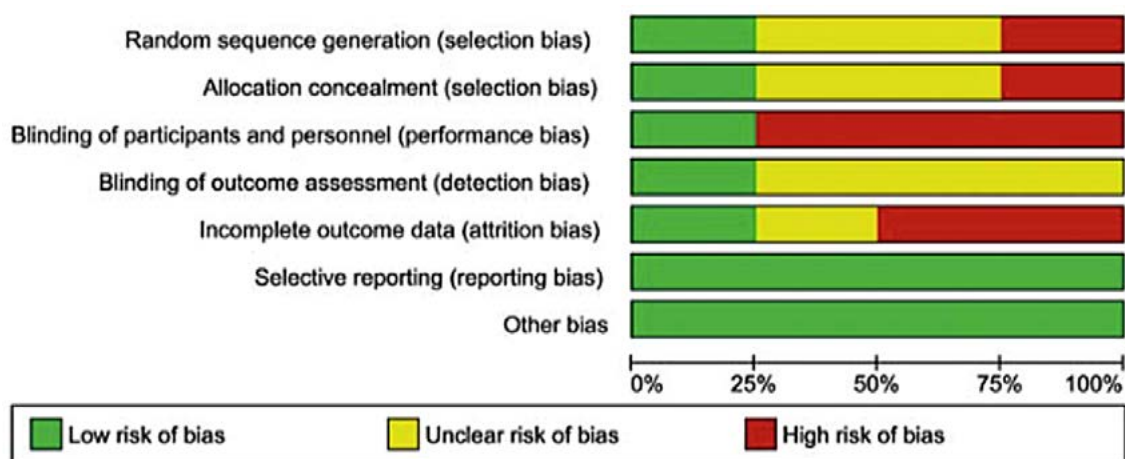 Random sequence generation (selection bias)
Allocation concealment (selection bias)
Blinding of participants and personnel (performance bias)
Blinding of outcome assessment (detection bias)
Incomplete outcome data (attrition bias)
Selective reporting (reporting bias)
Other bias
0% 25% 50% 75% 100%
Low risk of bias Unclear risk of bias High risk of bias